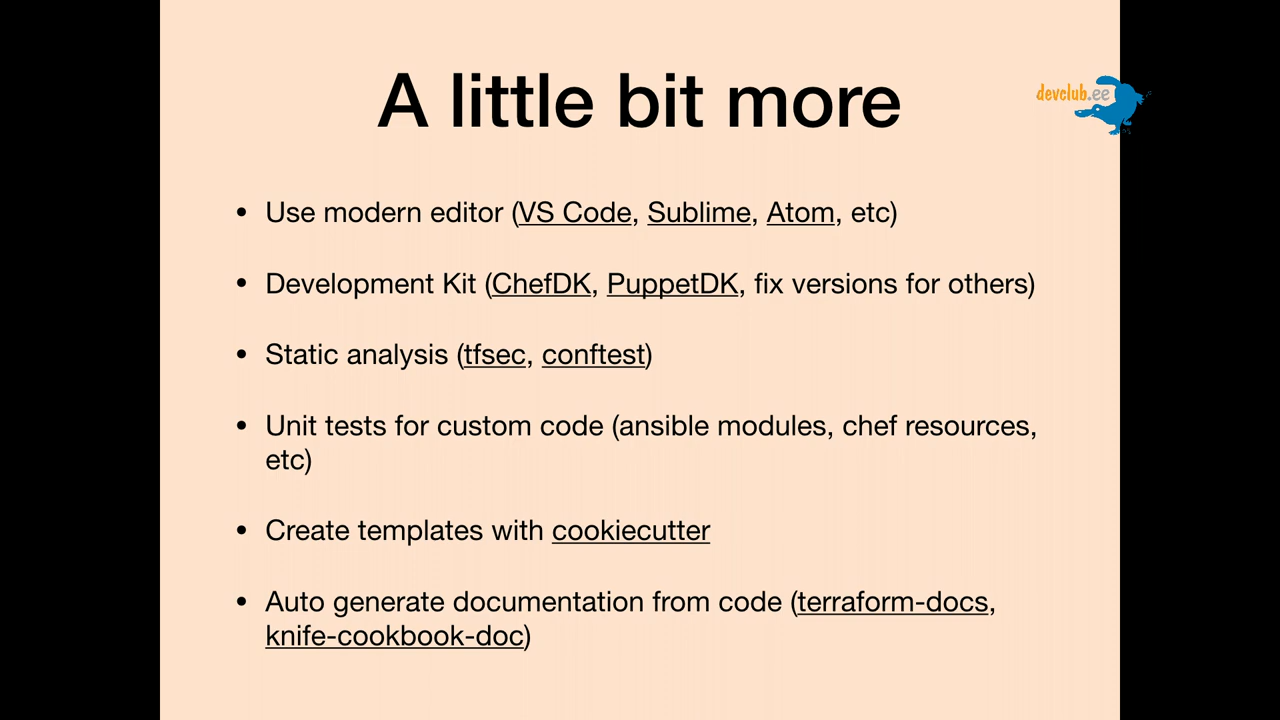 A little bit more
devclub.ee
• Use modern editor (VS Code, Sublime, Atom, etc)
• Development Kit (ChefDK, PuppetDK, fix versions for others)
• Static analysis (tfsec, conftest)
• Unit tests for custom code (ansible modules, chef resources,
etc)
• Create templates with cookiecutter
• Auto generate documentation from code (terraform-docs,
knife-cookbook-doc)